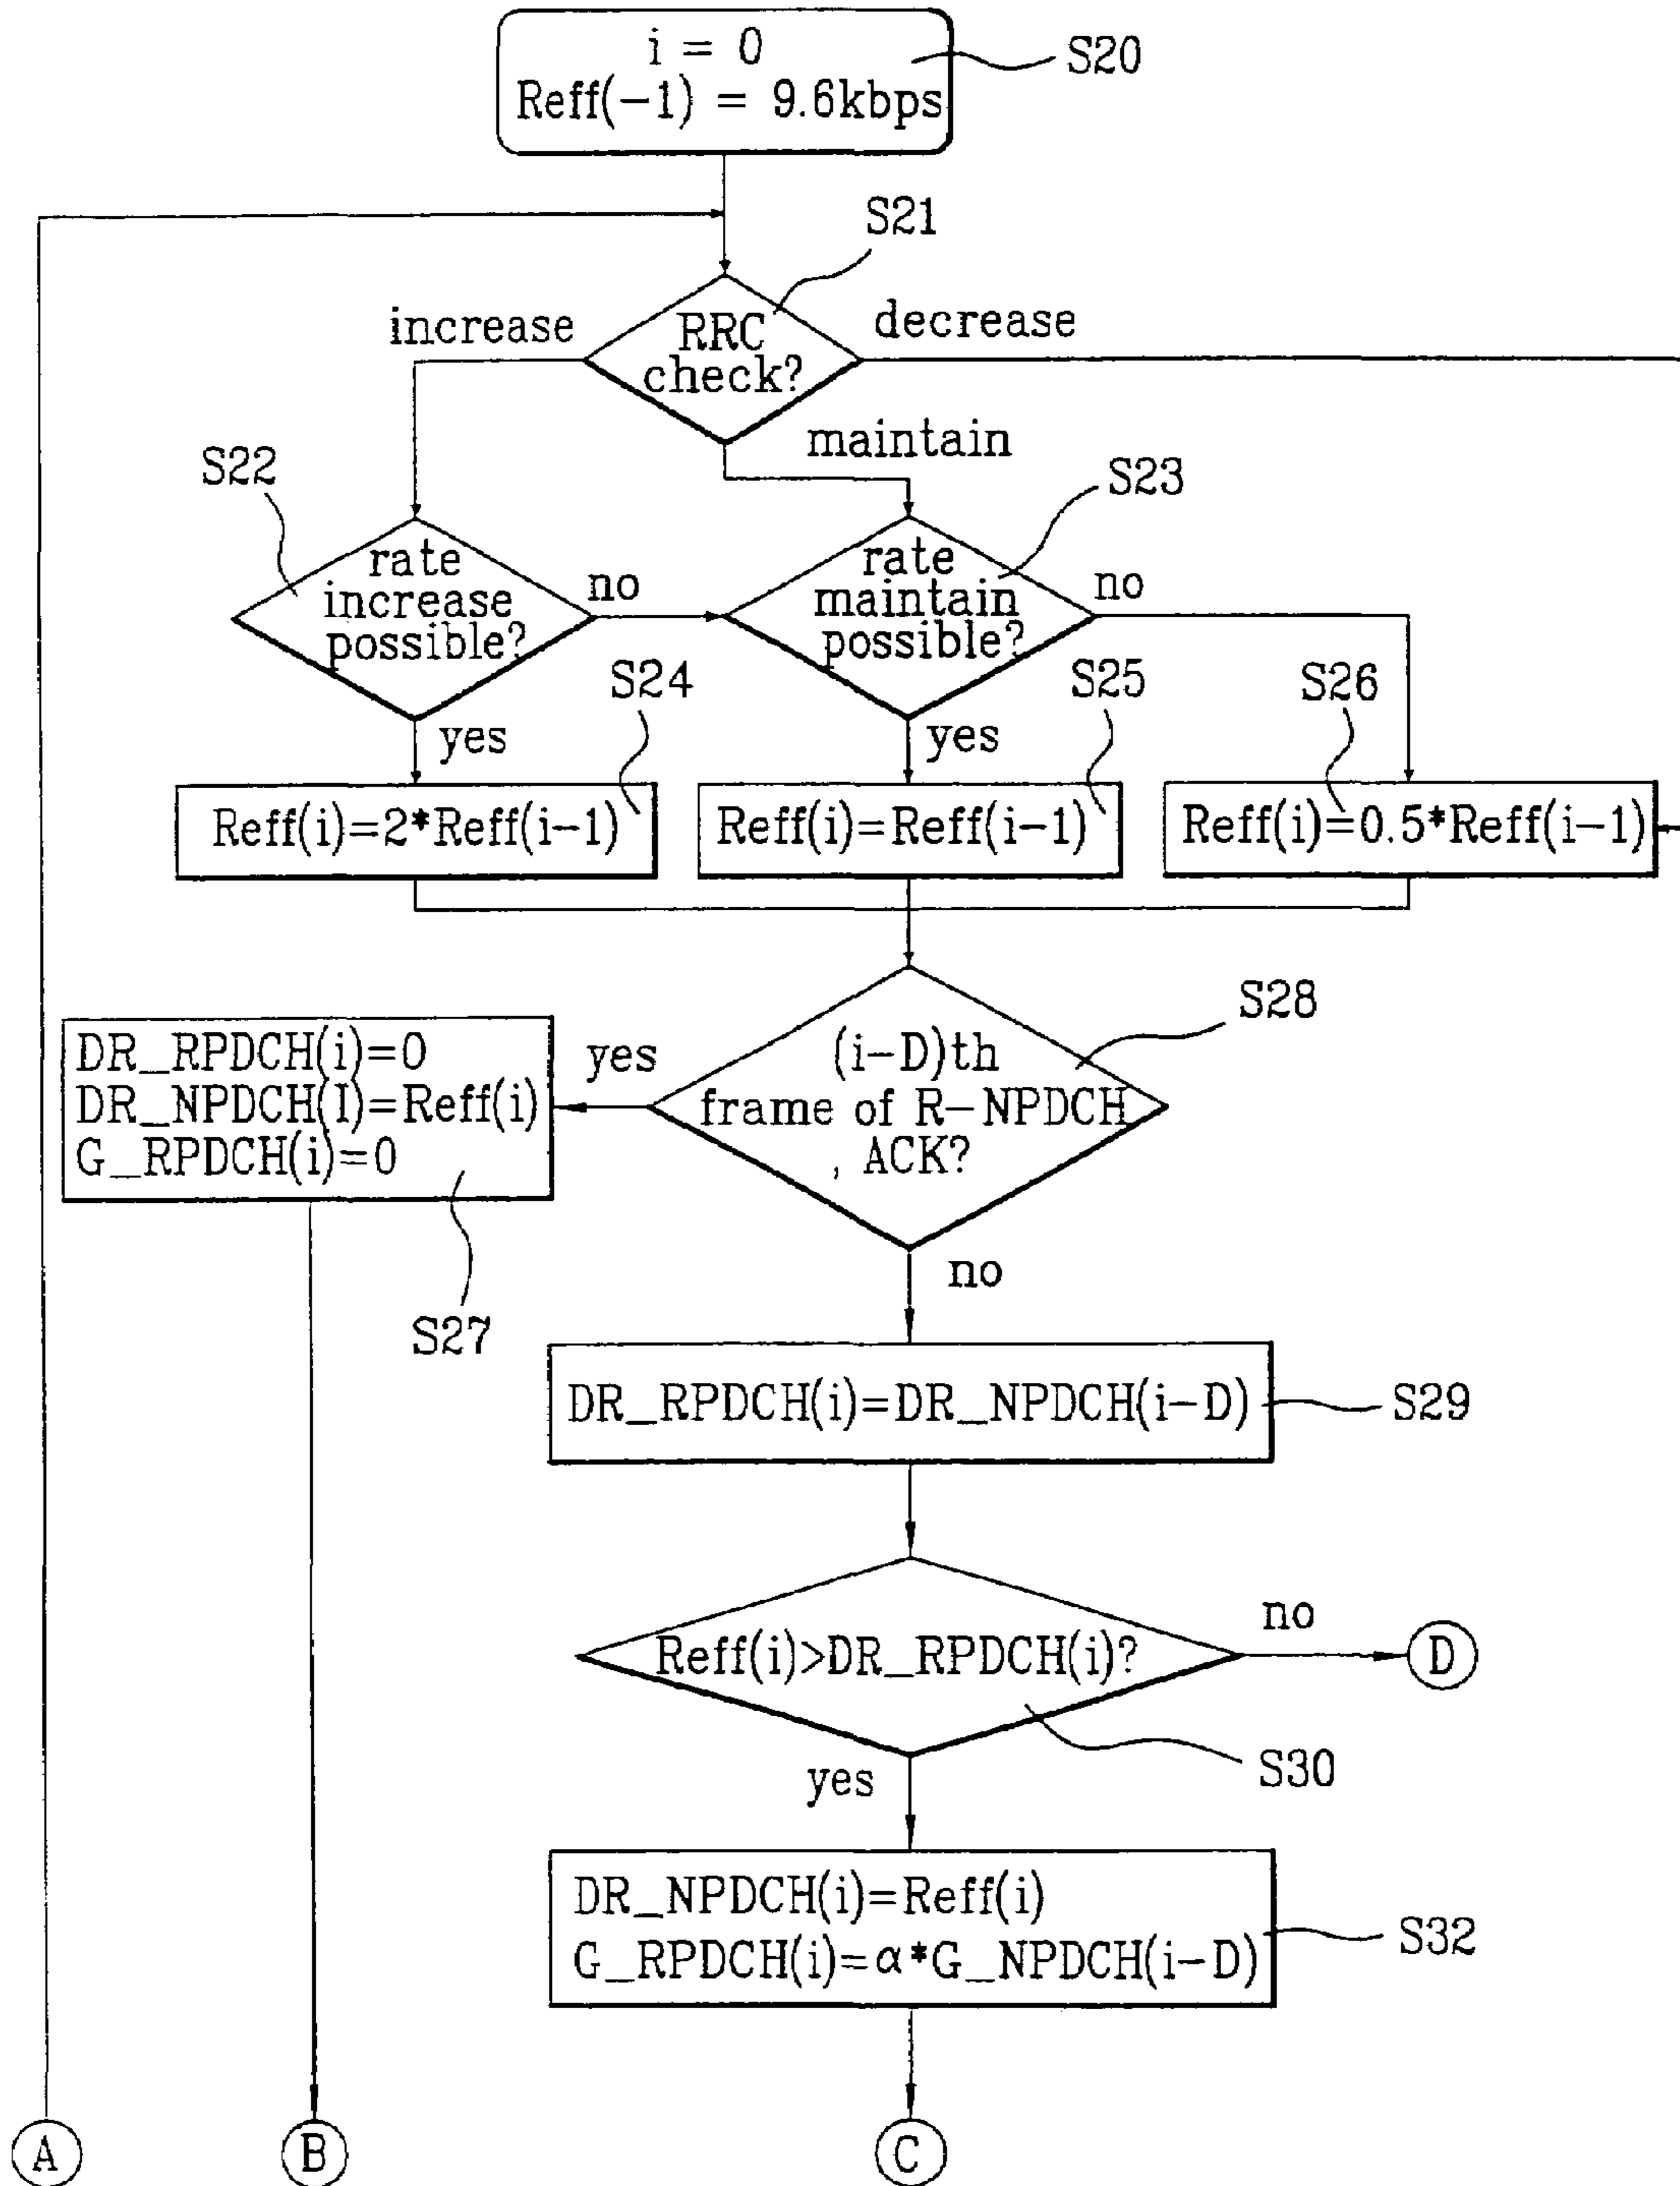 i = 0
Reff(-1) = 9.6kbps
S20
S21
RRC
check?
increase
decrease
maintain
S22
S23
rate
increase
possible?
no
rate
maintain
possible?
no
S24
S25
S26
yes
yes
Reff(i)=2*Reff(i-1)
Reff(i)=Reff(i-1)
Reff(i)=0.5*Reff(i-1)
S28
(i-D)th
frame of R-NPDCH
, ACK?
yes
DR_RPDCH(i)=0
DR_NPDCH(I)=Reff(i)
G_RPDCH(i)=0
S27
no
DR_RPDCH(i)=DR_NPDCH(i-D)
S29
Reff(i)>DR_RPDCH(i)?
no
D
S30
yes
DR_NPDCH(i)=Reff(i)
G_RPDCH(i)=α*G_NPDCH(i-D)
S32
A
B
C